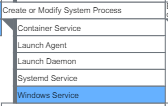 Create or Modify System Process
Container Service
Launch Agent
Launch Daemon
Systemd Service
Windows Service